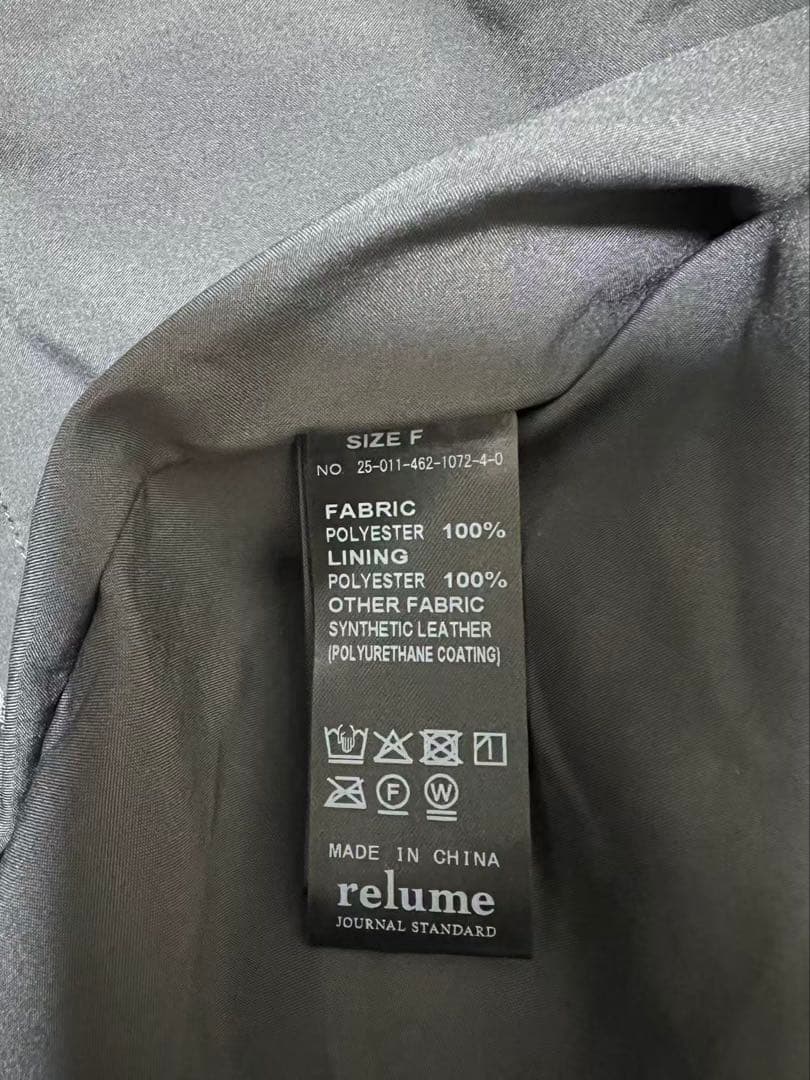 SIZE F
NO 25-011-462-1072-4-0
FABRIC
POLYESTER 100%
LINING
POLYESTER 100%
OTHER FABRIC
SYNTHETIC LEATHER
(POLYURETHANE COATING)
F W
MADE IN CHINA
relume
JOURNAL STANDARD